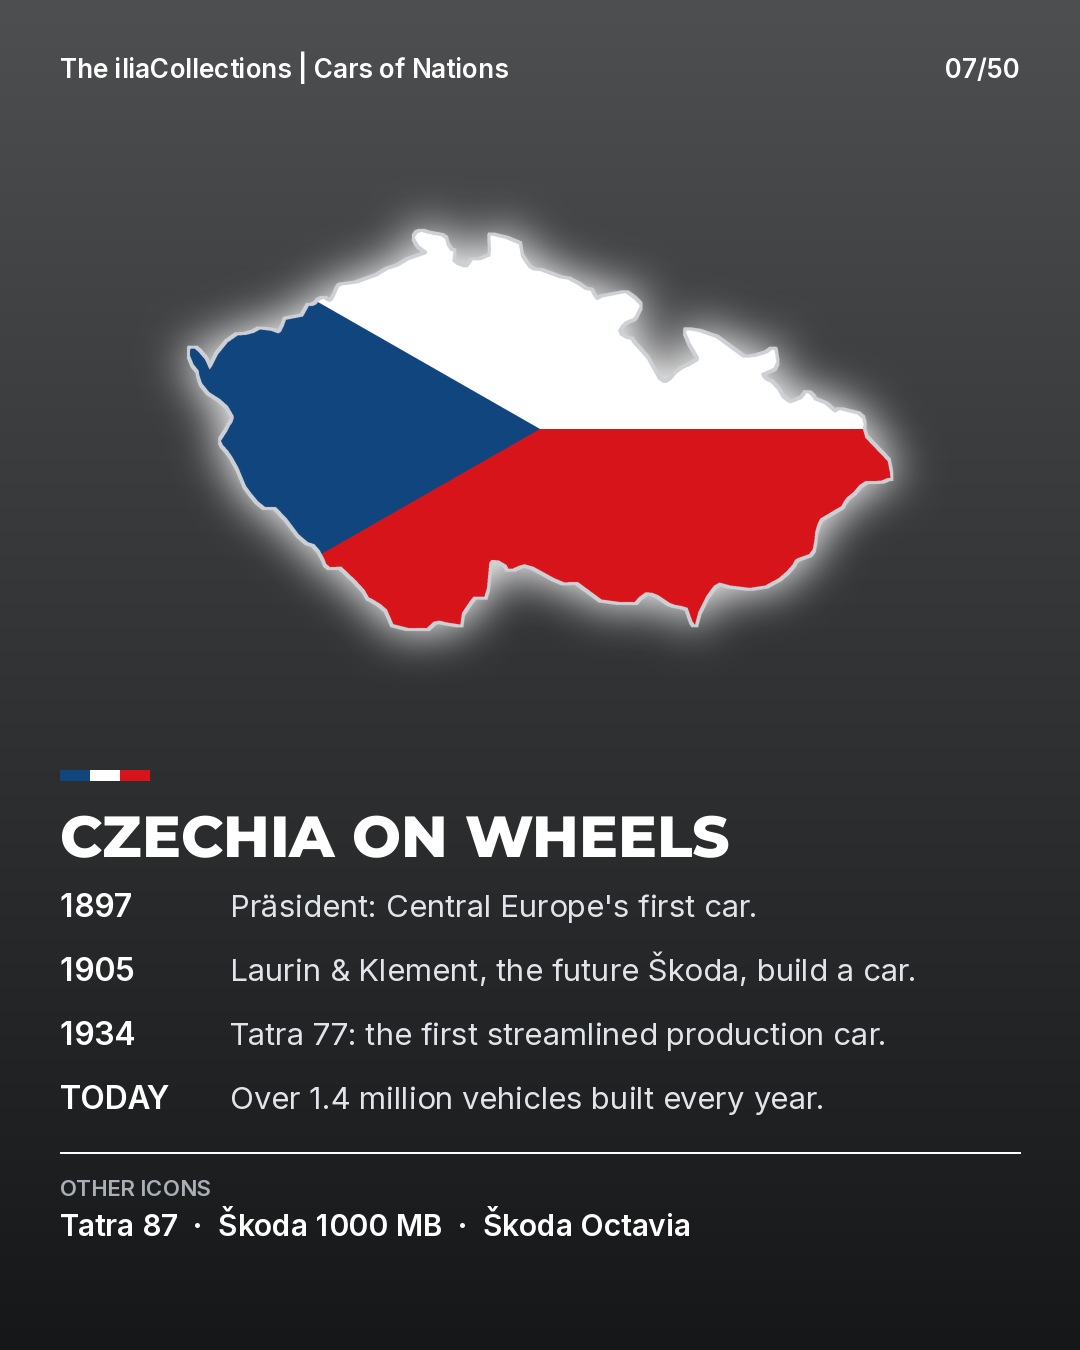 The iliaCollections | Cars of Nations
07/50
CZECHIA ON WHEELS
1897 Präsident: Central Europe's first car.
1905 Laurin & Klement, the future Škoda, build a car.
1934 Tatra 77: the first streamlined production car.
TODAY Over 1.4 million vehicles built every year.
OTHER ICONS
Tatra 87 · Škoda 1000 MB · Škoda Octavia